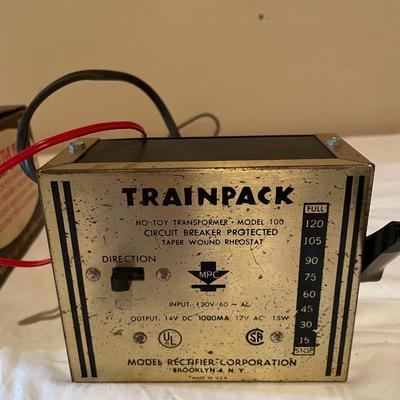 TRAINPACK
HO TOY TRANSFORMER • MODEL 100
CIRCUIT BREAKER PROTECTED
TAPER WOUND RHEOSTAT
DIRECTION
MPC
INPUT: 120V-60 ~ AC
OUTPUT: 14V DC 1000MA 17V AC 15W
UL
SA
MODEL RECTIFIER CORPORATION
BROOKLYN 4, N.Y.
MADE IN U.S.A.
FULL
120
105
90
75
60
45
30
15
STOP